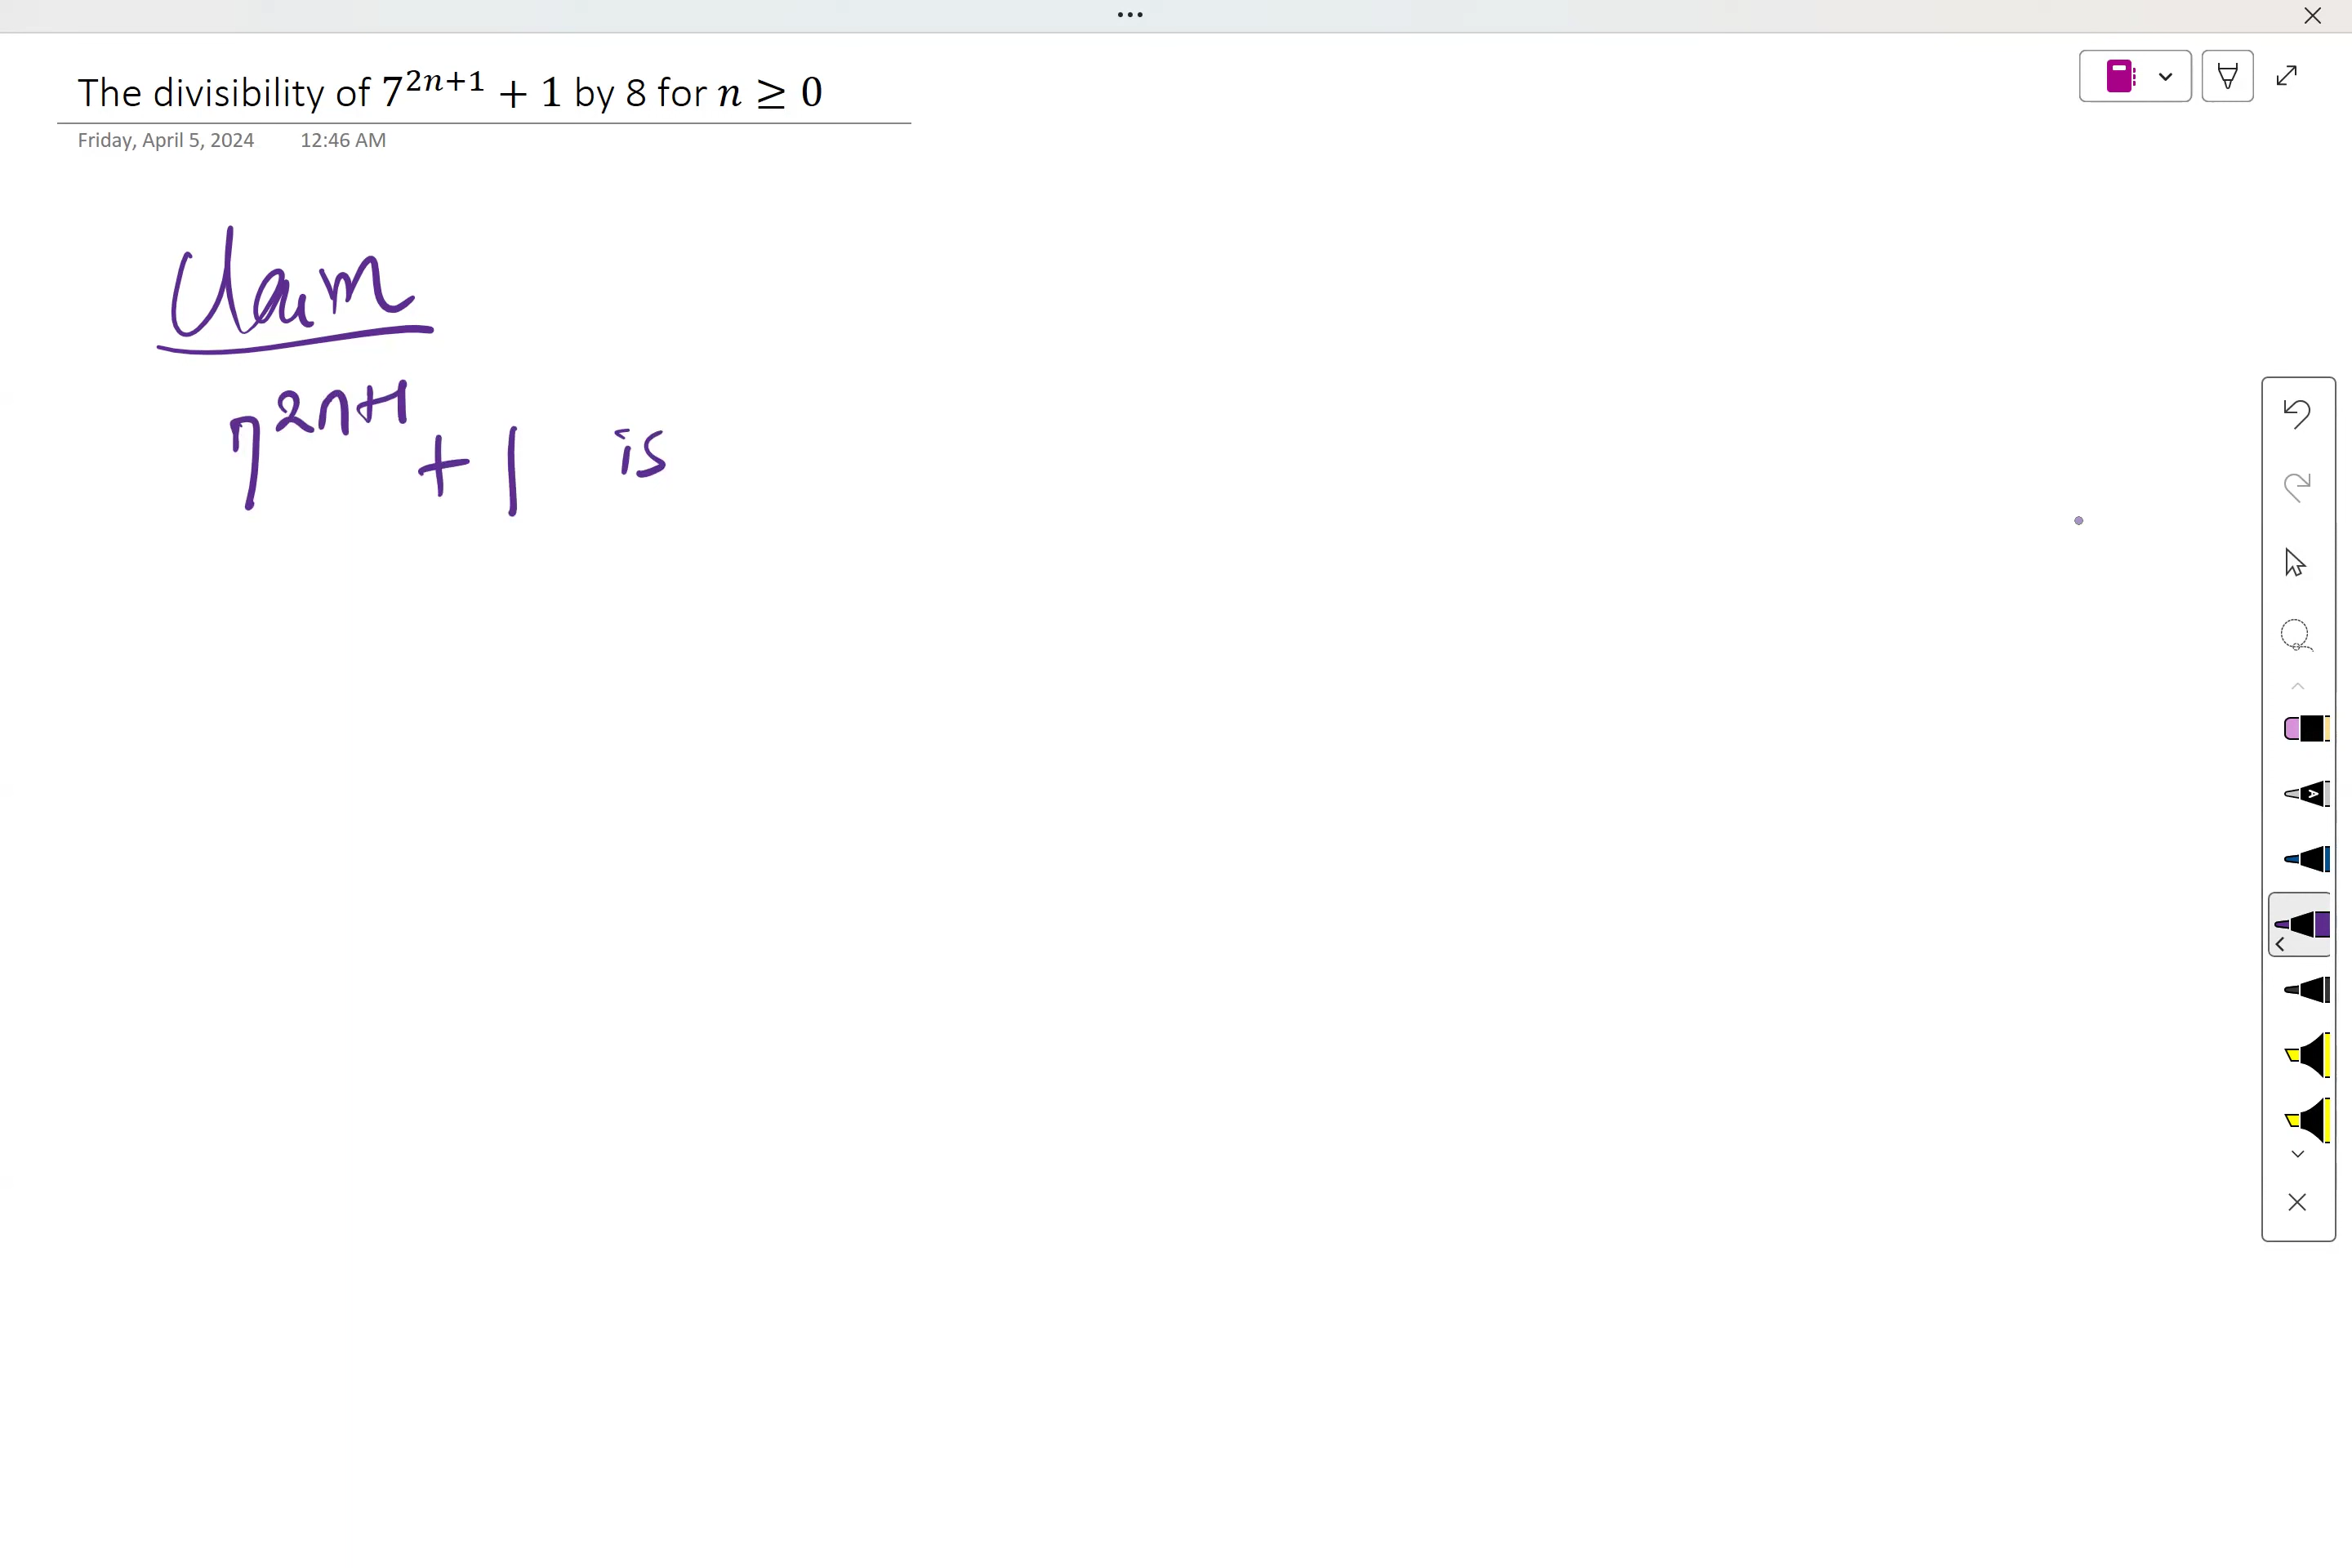 The divisibility of 7^{2n+1} + 1 by 8 for n ≥ 0
Friday, April 5, 2024 12:46 AM
Claim
7^{2n+1} + 1 is